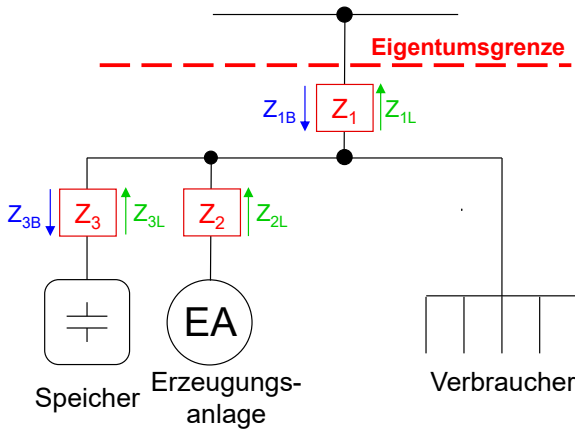 Eigentumsgrenze
Z1B
Z1
Z1L
Z3B
Z3
Z3L
Z2
Z2L
EA
Speicher
Erzeugungs-
anlage
Verbraucher